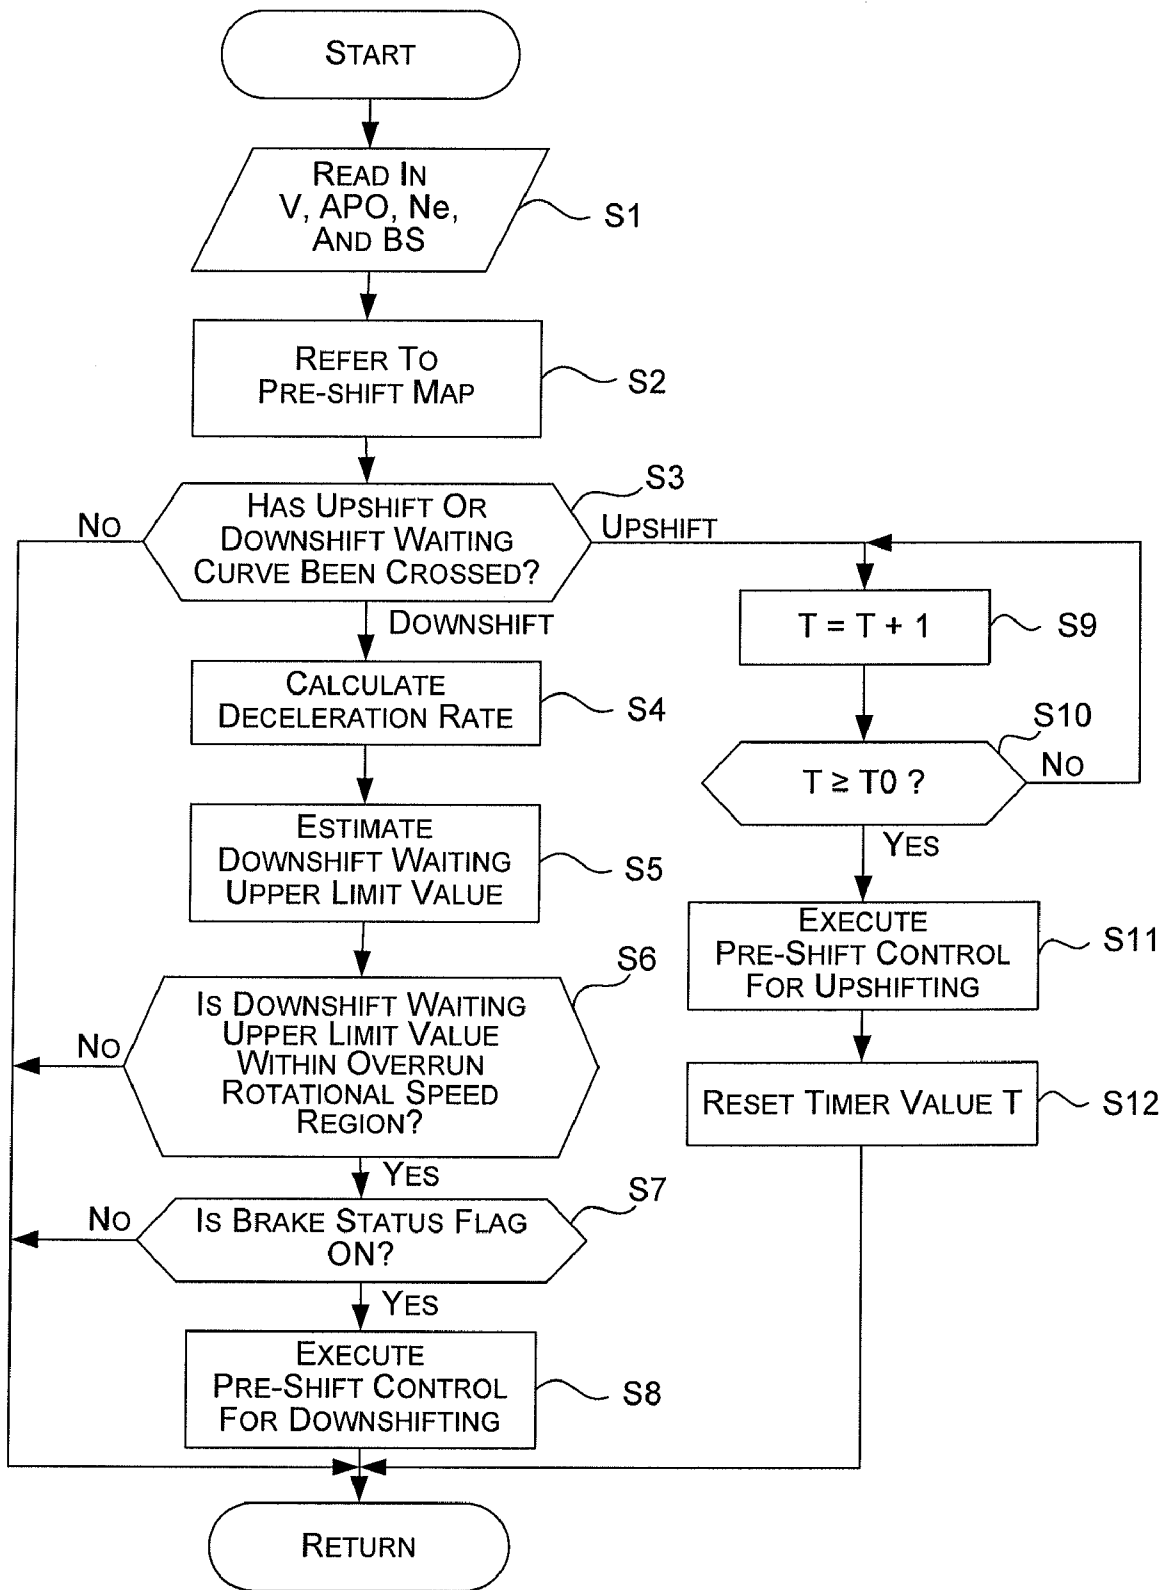 START
READ IN
V, APO, Ne,
AND BS
S1
REFER TO
PRE-SHIFT MAP
S2
S3
HAS UPSHIFT OR
DOWNSHIFT WAITING
CURVE BEEN CROSSED?
NO
UPSHIFT
DOWNSHIFT
CALCULATE
DECELERATION RATE
S4
ESTIMATE
DOWNSHIFT WAITING
UPPER LIMIT VALUE
S5
S6
IS DOWNSHIFT WAITING
UPPER LIMIT VALUE
WITHIN OVERRUN
ROTATIONAL SPEED
REGION?
NO
YES
S7
IS BRAKE STATUS FLAG
ON?
NO
YES
EXECUTE
PRE-SHIFT CONTROL
FOR DOWNSHIFTING
S8
T = T + 1
S9
S10
T ≥ T0 ?
NO
YES
EXECUTE
PRE-SHIFT CONTROL
FOR UPSHIFTING
S11
RESET TIMER VALUE T
S12
RETURN